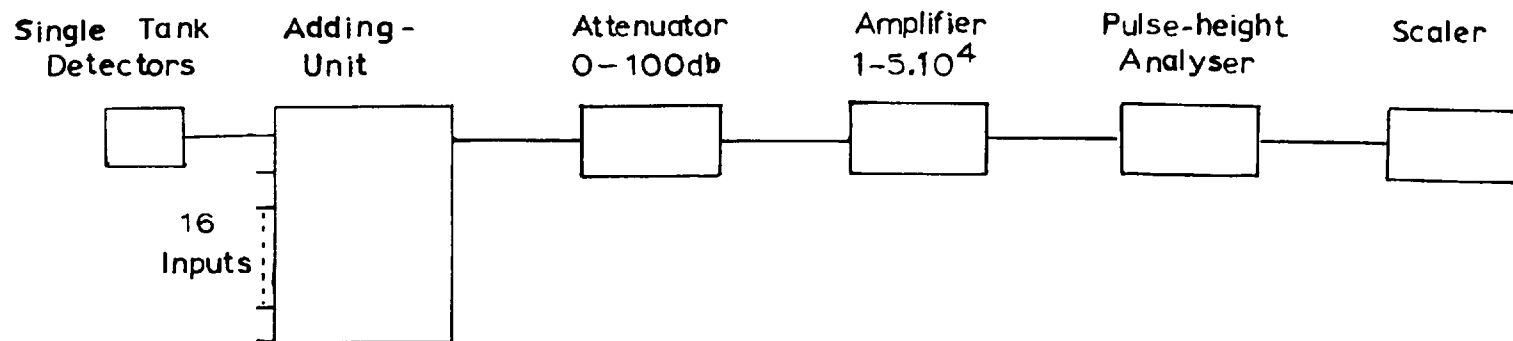 Single Tank
Detectors
Adding-
Unit
Attenuator
0-100db
Amplifier
1-5.10⁴
Pulse-height
Analyser
Scaler
16
Inputs